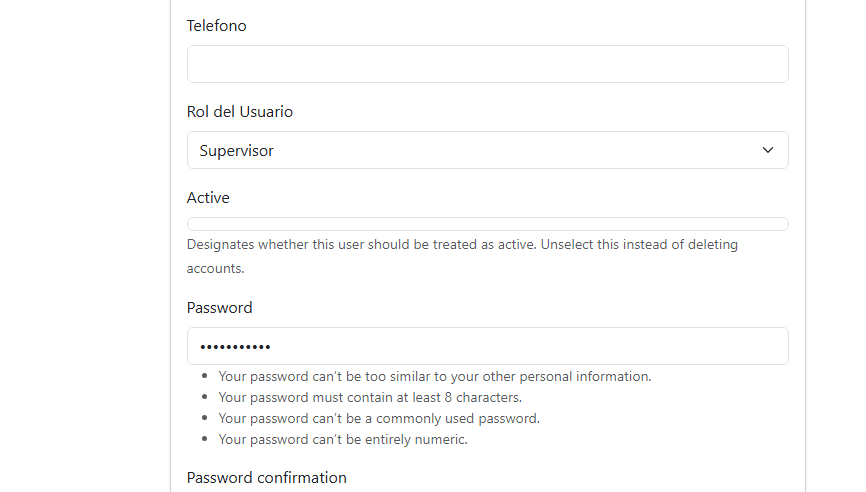 Telefono
Rol del Usuario
Supervisor
Active
Designates whether this user should be treated as active. Unselect this instead of deleting
accounts.
Password
•••••••••••
• Your password can't be too similar to your other personal information.
• Your password must contain at least 8 characters.
• Your password can't be a commonly used password.
• Your password can't be entirely numeric.
Password confirmation